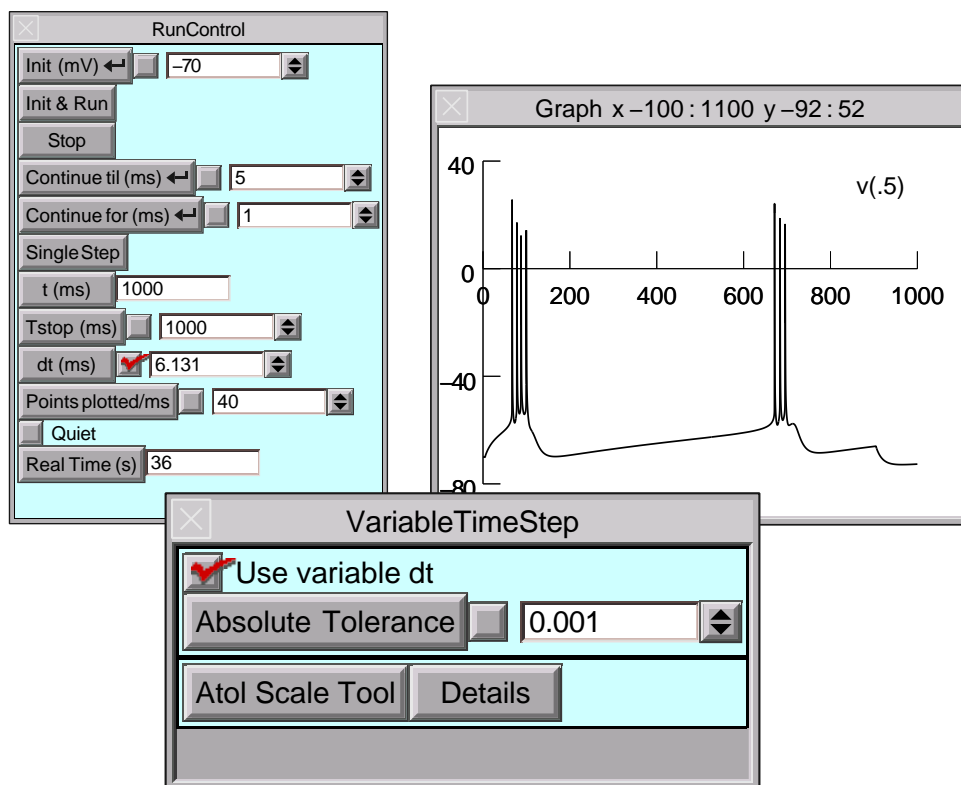 RunControl
Init (mV) –70
Init & Run
Stop
Continue til (ms) 5
Continue for (ms) 1
Single Step
t (ms) 1000
Tstop (ms) 1000
dt (ms) 6.131
Points plotted/ms 40
Quiet
Real Time (s) 36
Graph x –100 : 1100 y –92 : 52
40
v(.5)
0
0 200 400 600 800 1000
–40
–80
VariableTimeStep
Use variable dt
Absolute Tolerance 0.001
Atol Scale Tool Details